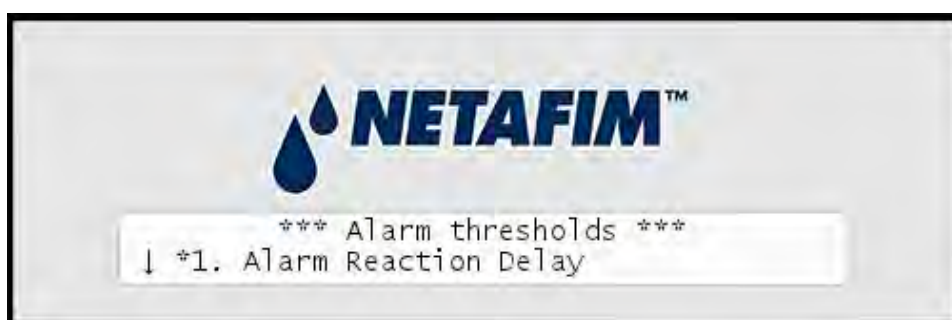 NETAFIM™
*** Alarm thresholds ***
↓ *1. Alarm Reaction Delay